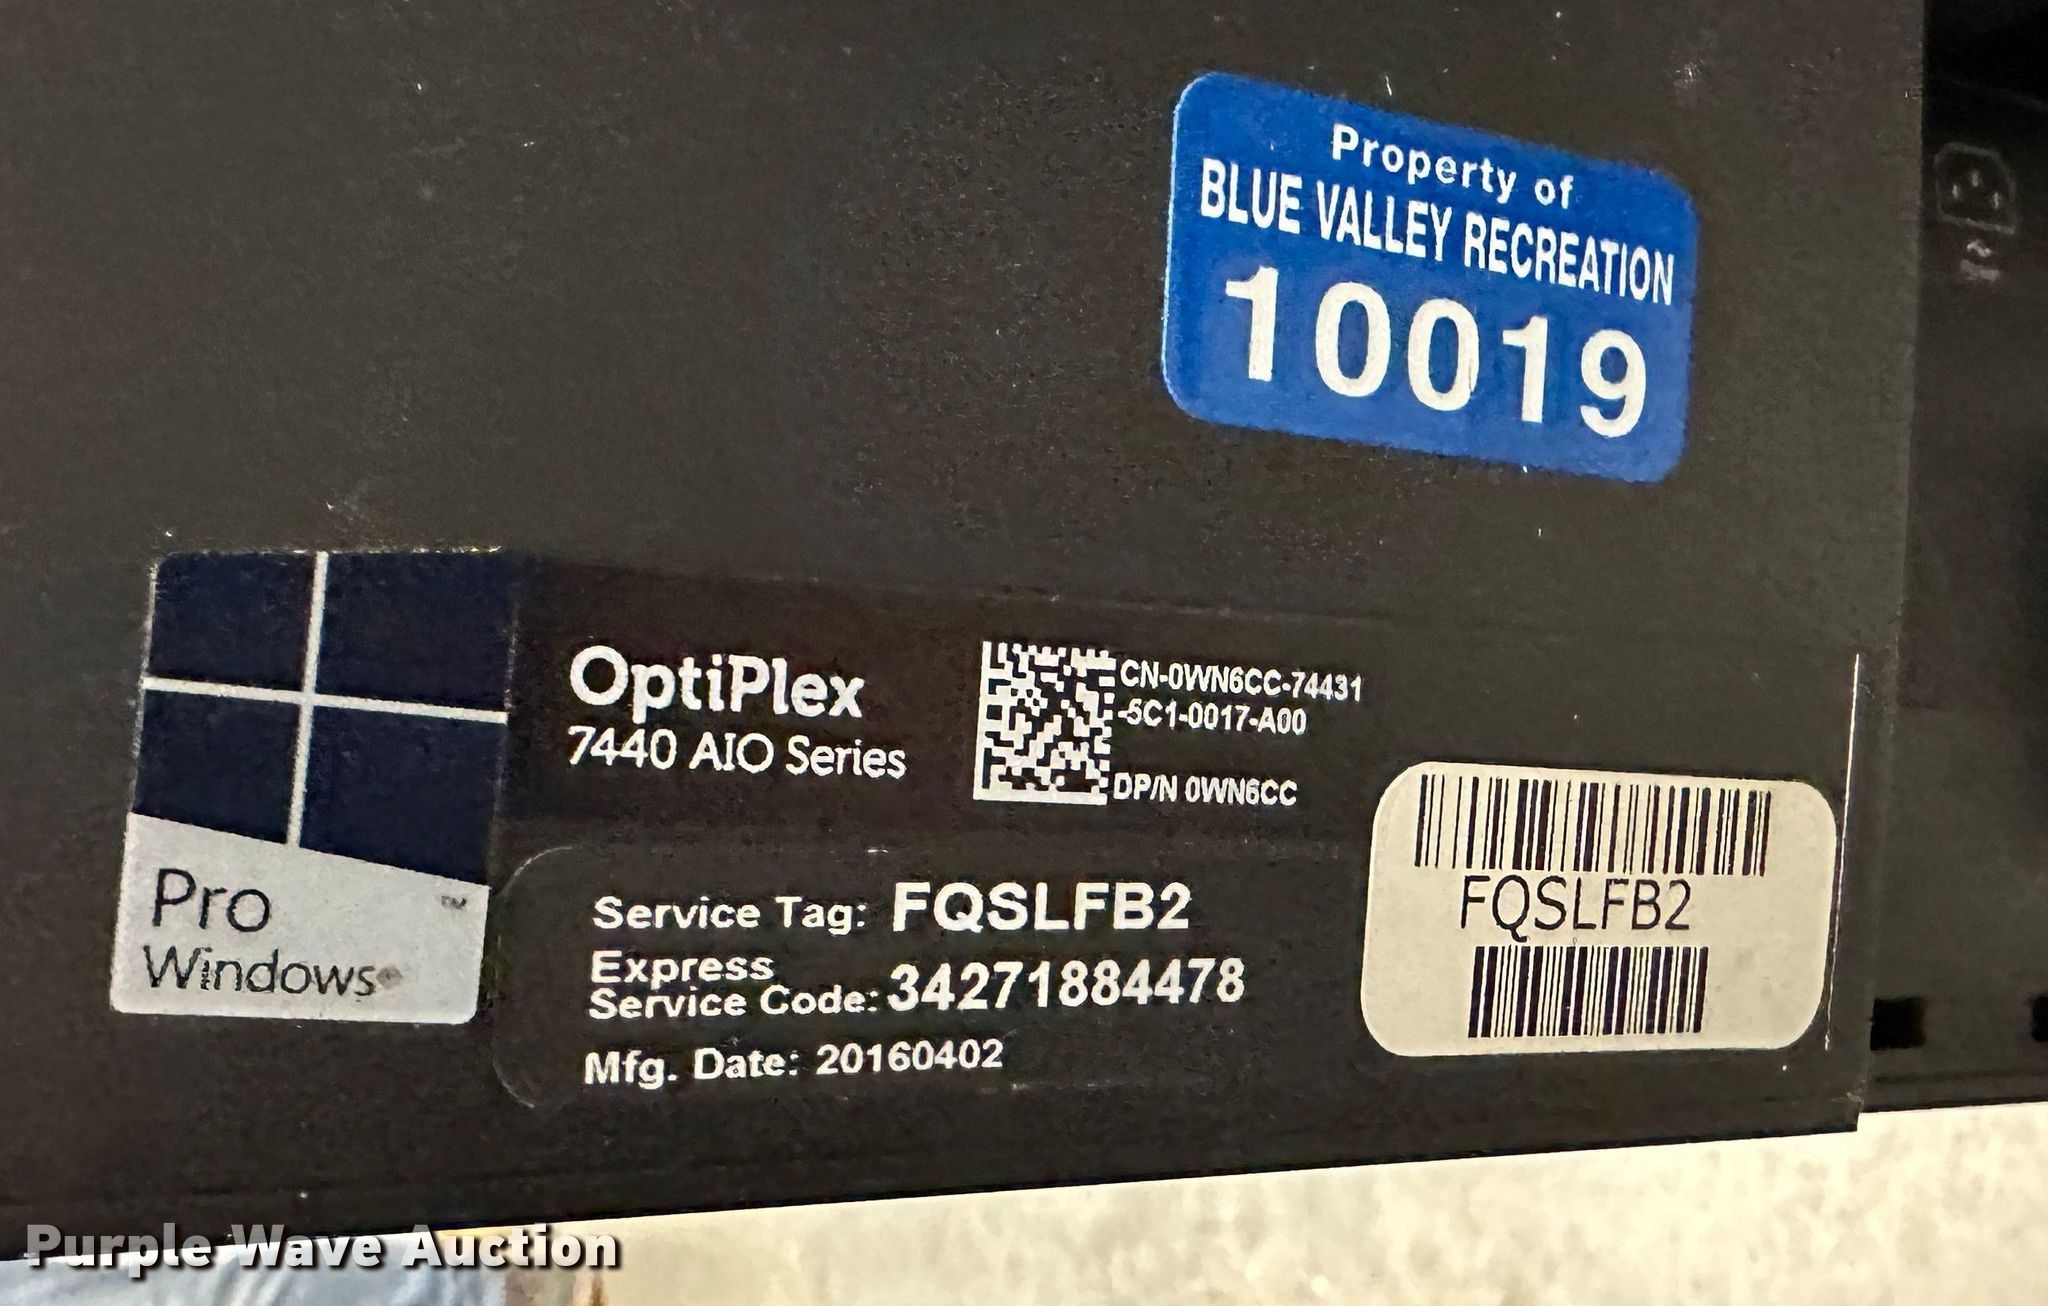 Property of
BLUE VALLEY RECREATION
10019
OptiPlex
7440 AIO Series
CN-0WN6CC-74431
-5C1-0017-A00
DP/N 0WN6CC
Pro
™
Windows
Service Tag: FQSLFB2
Express
Service Code: 34271884478
Mfg. Date: 20160402
FQSLFB2
Purple Wave Auction